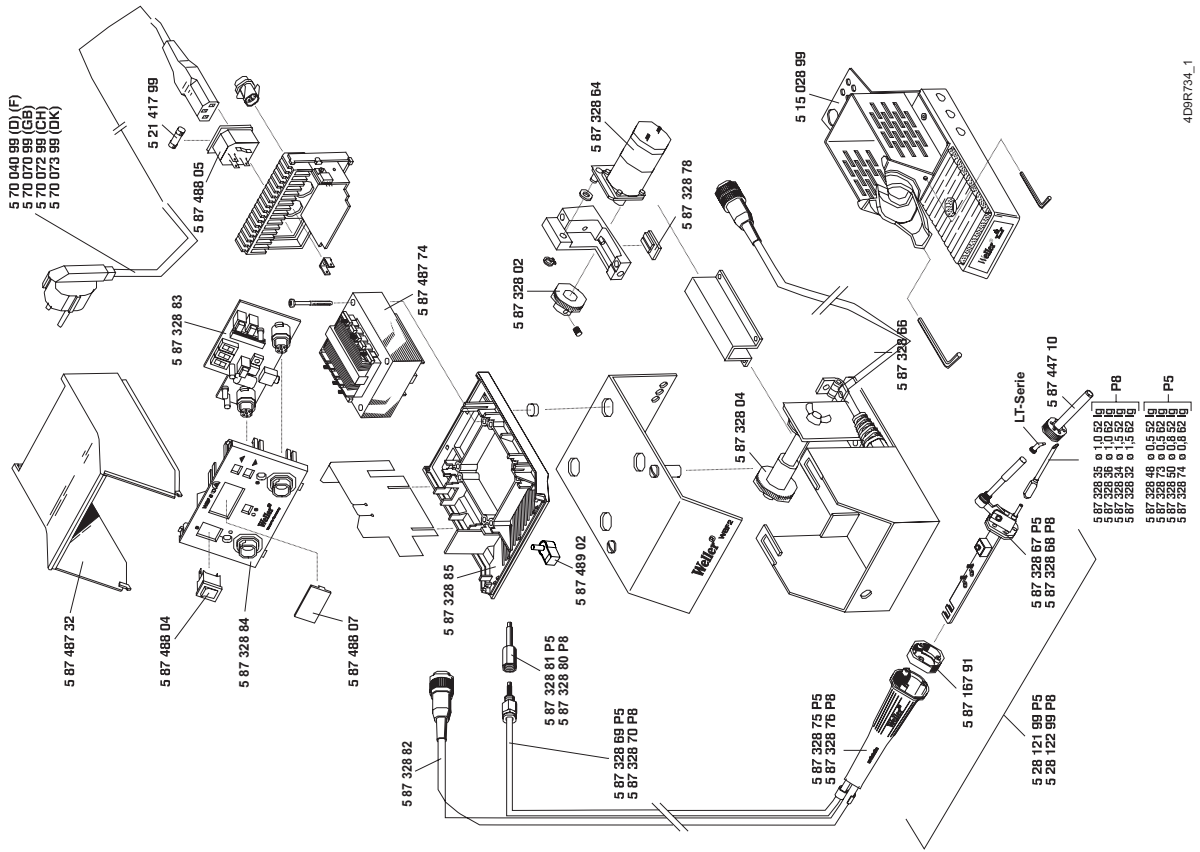 5 70 040 99 (D) (F)
5 70 070 99 (GB)
5 70 072 99 (CH)
5 70 073 99 (DK)
5 21 417 99
5 87 488 05
5 87 328 83
5 87 487 74
5 87 487 32
5 87 488 04
5 87 328 84
5 87 488 07
Weller
5 87 328 64
5 87 328 78
5 87 328 02
5 15 028 99
Weller
4D9R734_1
5 87 328 85
5 87 489 02
Weller WSF2
5 87 328 04
5 87 328 66
5 87 328 82
5 87 328 81 P5
5 87 328 80 P8
5 87 328 69 P5
5 87 328 70 P8
5 87 328 75 P5
5 87 328 76 P8
Weller
5 87 167 91
5 28 121 99 P5
5 28 122 99 P8
5 87 328 67 P5
5 87 328 68 P8
LT-Serie
5 87 447 10
P8
5 87 328 35 ø 1,0 52 lg
5 87 328 36 ø 1,0 62 lg
5 87 328 34 ø 1,5 52 lg
5 87 328 32 ø 1,5 62 lg
P5
5 87 328 48 ø 0,5 52 lg
5 87 328 73 ø 0,5 62 lg
5 87 328 50 ø 0,8 52 lg
5 87 328 74 ø 0,8 62 lg